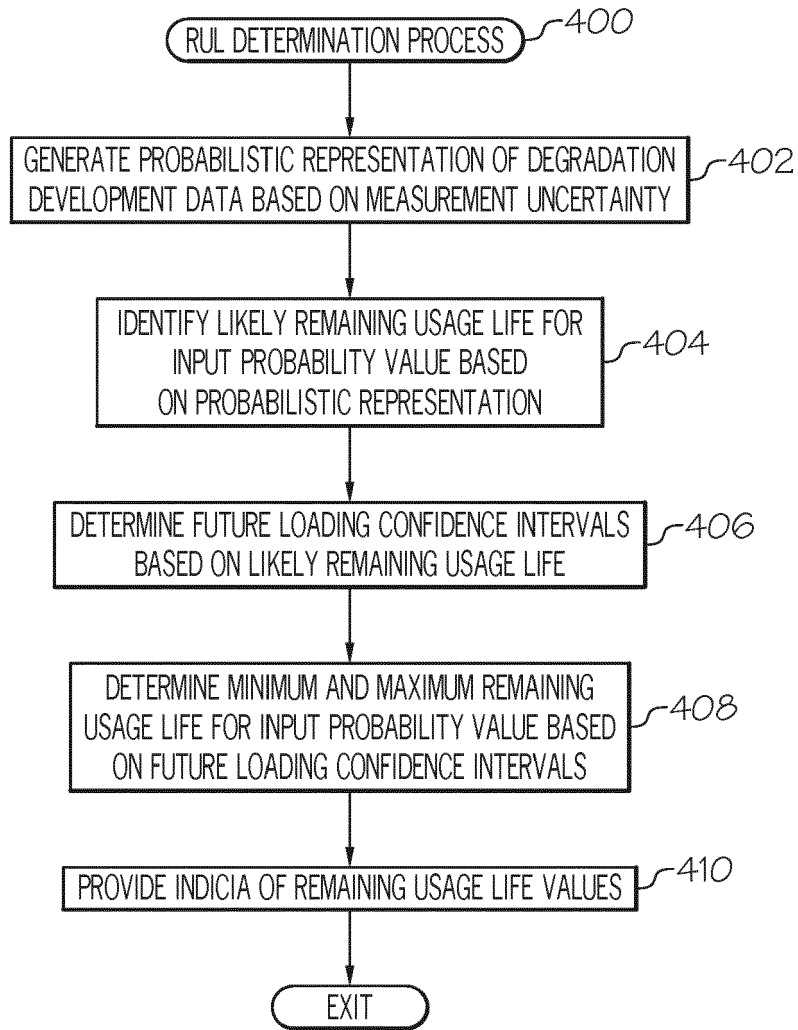 RUL DETERMINATION PROCESS
400
GENERATE PROBABILISTIC REPRESENTATION OF DEGRADATION
DEVELOPMENT DATA BASED ON MEASUREMENT UNCERTAINTY
402
IDENTIFY LIKELY REMAINING USAGE LIFE FOR
INPUT PROBABILITY VALUE BASED
ON PROBABILISTIC REPRESENTATION
404
DETERMINE FUTURE LOADING CONFIDENCE INTERVALS
BASED ON LIKELY REMAINING USAGE LIFE
406
DETERMINE MINIMUM AND MAXIMUM REMAINING
USAGE LIFE FOR INPUT PROBABILITY VALUE BASED
ON FUTURE LOADING CONFIDENCE INTERVALS
408
PROVIDE INDICIA OF REMAINING USAGE LIFE VALUES
410
EXIT